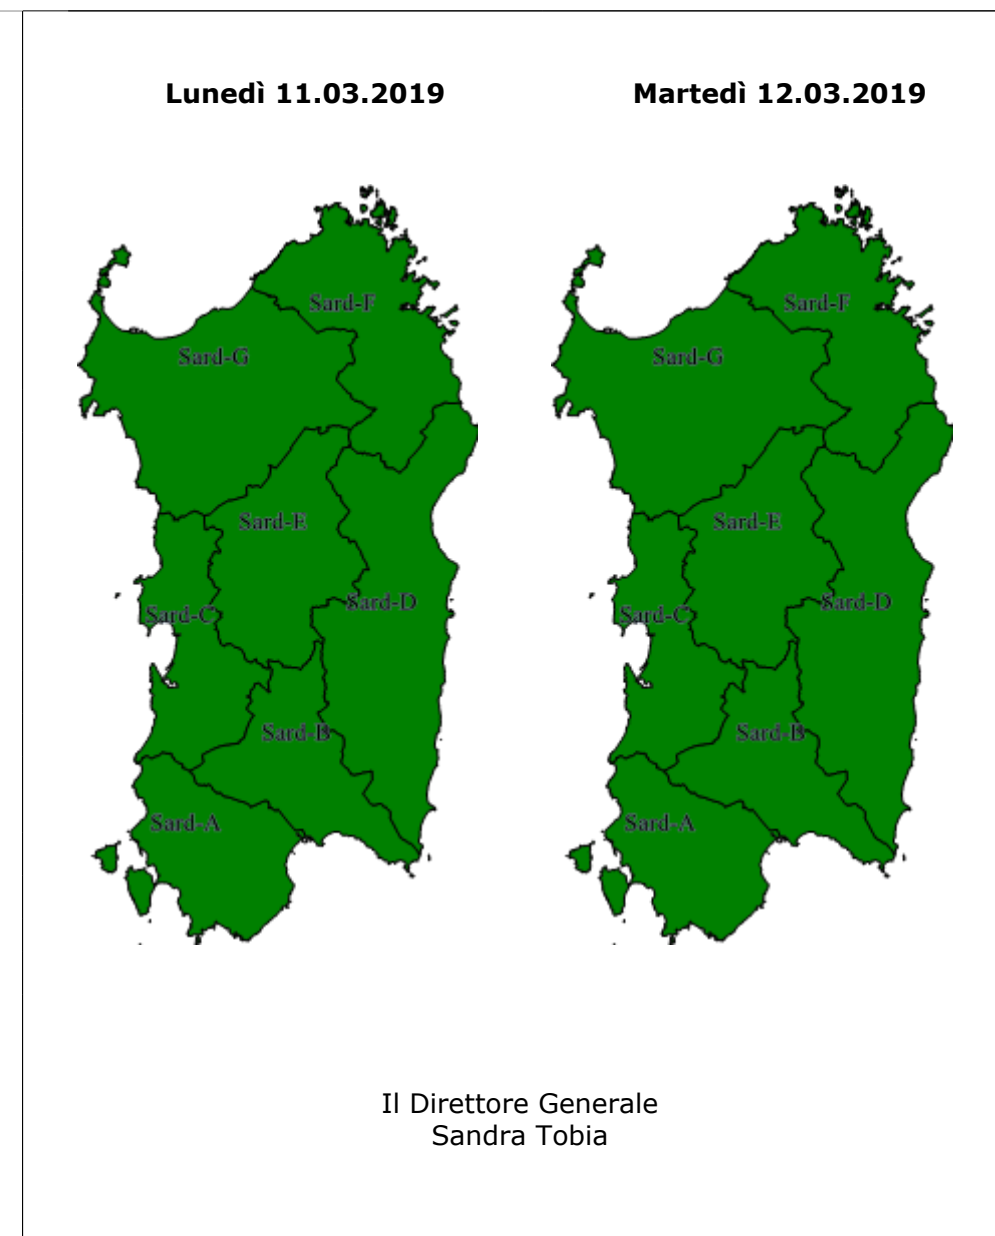 Lunedì 11.03.2019
Martedì 12.03.2019
Sard-F
Sard-G
Sard-E
Sard-D
Sard-C
Sard-B
Sard-A
Sard-F
Sard-G
Sard-E
Sard-D
Sard-C
Sard-B
Sard-A
Il Direttore Generale
Sandra Tobia